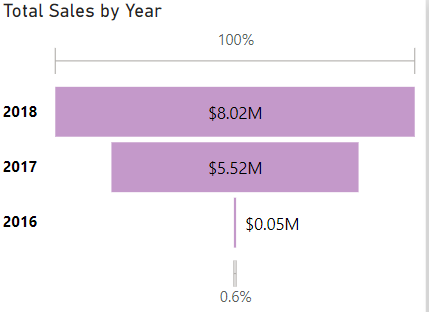 Total Sales by Year
100%
2018 $8.02M
2017 $5.52M
2016 $0.05M
0.6%